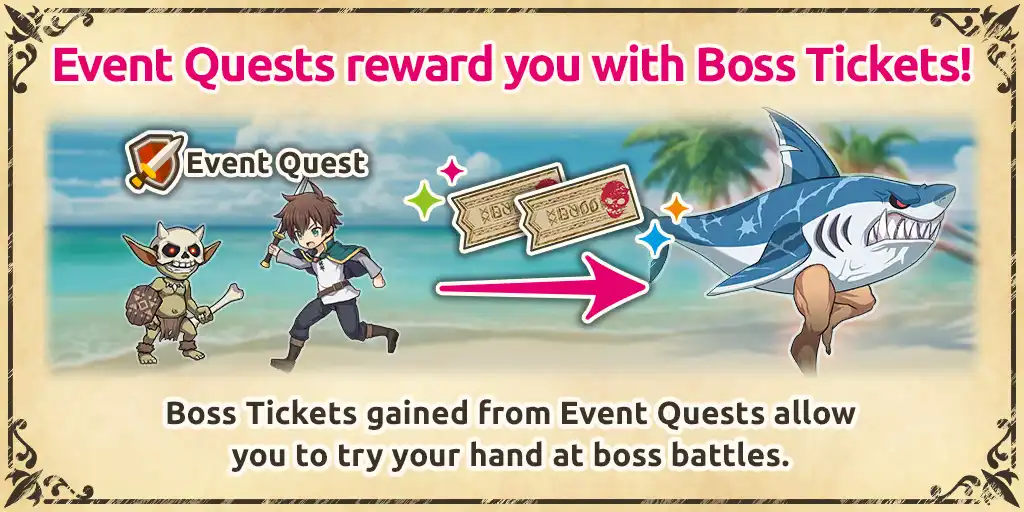 Event Quests reward you with Boss Tickets!
Event Quest
Boss Tickets gained from Event Quests allow
you to try your hand at boss battles.